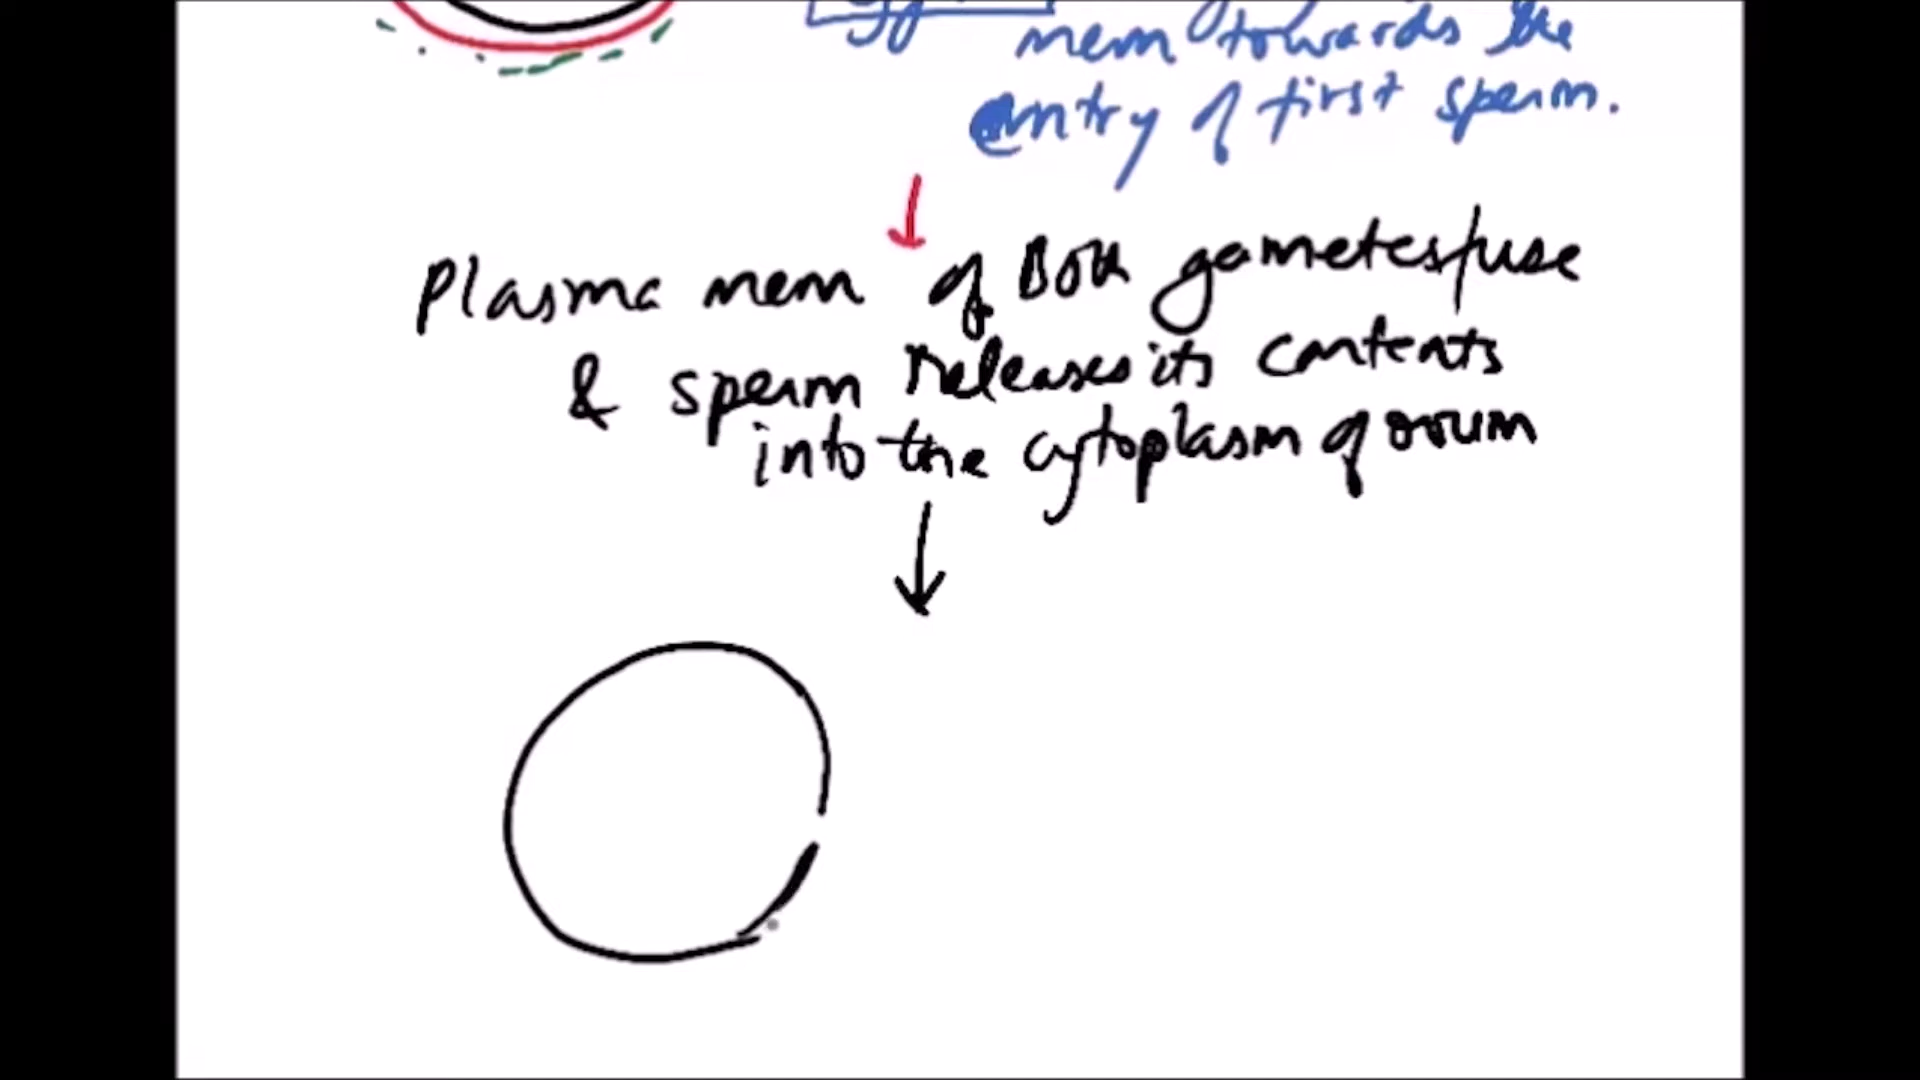 mem towards the
entry of first sperm.
Plasma mem of Both gametes fuse
& sperm releases its contents
into the cytoplasm of ovum